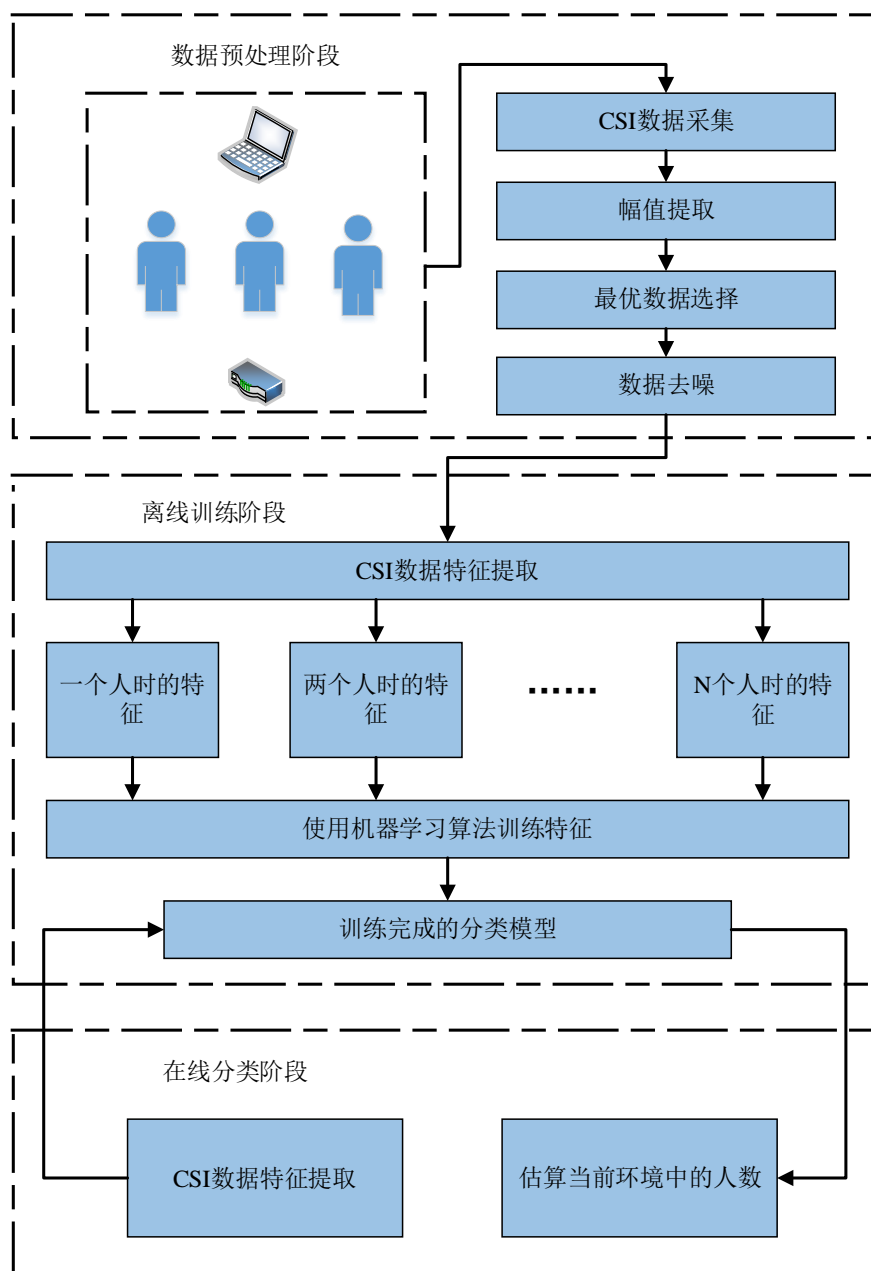 数据预处理阶段
CSI数据采集
幅值提取
最优数据选择
数据去噪
离线训练阶段
CSI数据特征提取
一个人时的特
征
两个人时的特
征
······
N个人时的特
征
使用机器学习算法训练特征
训练完成的分类模型
在线分类阶段
CSI数据特征提取
估算当前环境中的人数